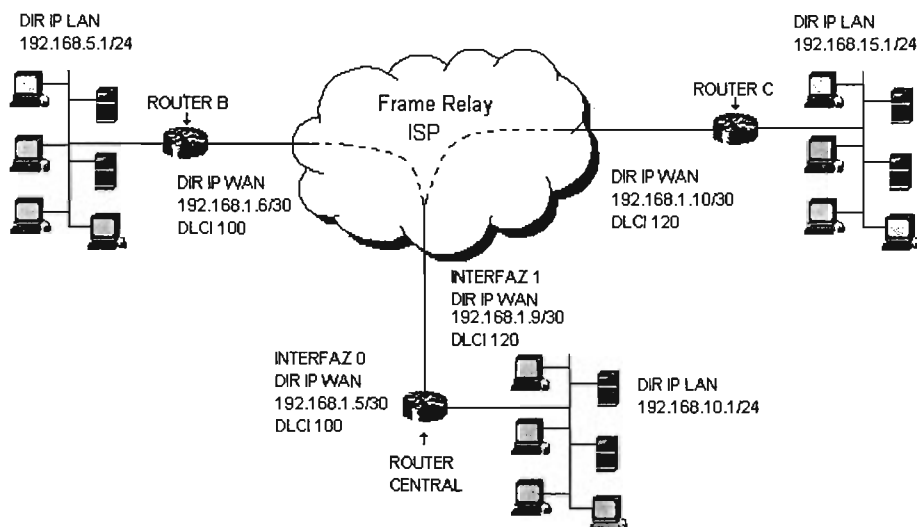 DIR IP LAN
192.168.5.1/24
ROUTER B
Frame Relay
ISP
ROUTER C
DIR IP LAN
192.168.15.1/24
DIR IP WAN
192.168.1.6/30
DLCI 100
DIR IP WAN
192.168.1.10/30
DLCI 120
INTERFAZ 1
DIR IP WAN
192.168.1.9/30
DLCI 120
INTERFAZ 0
DIR IP WAN
192.168.1.5/30
DLCI 100
DIR IP LAN
192.168.10.1/24
ROUTER
CENTRAL